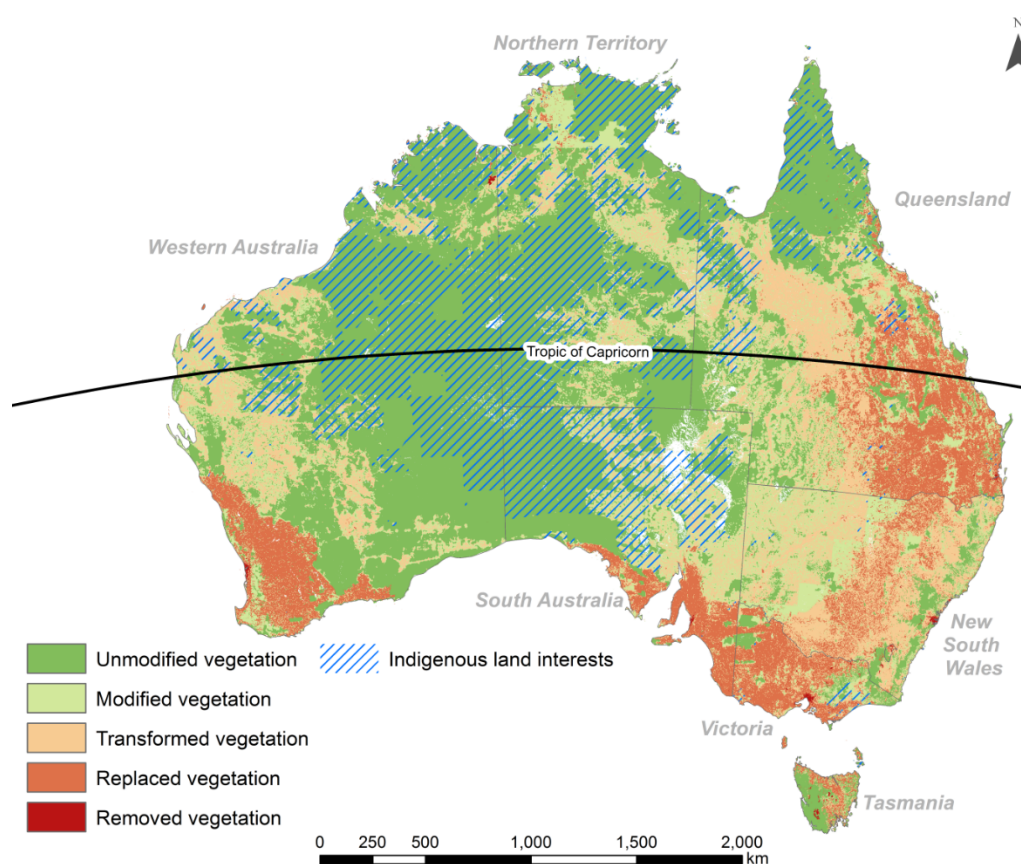 N
Northern Territory
Queensland
Western Australia
Tropic of Capricorn
South Australia
New
South
Wales
Victoria
Tasmania
Unmodified vegetation
Indigenous land interests
Modified vegetation
Transformed vegetation
Replaced vegetation
Removed vegetation
0 250 500 1,000 1,500 2,000
km